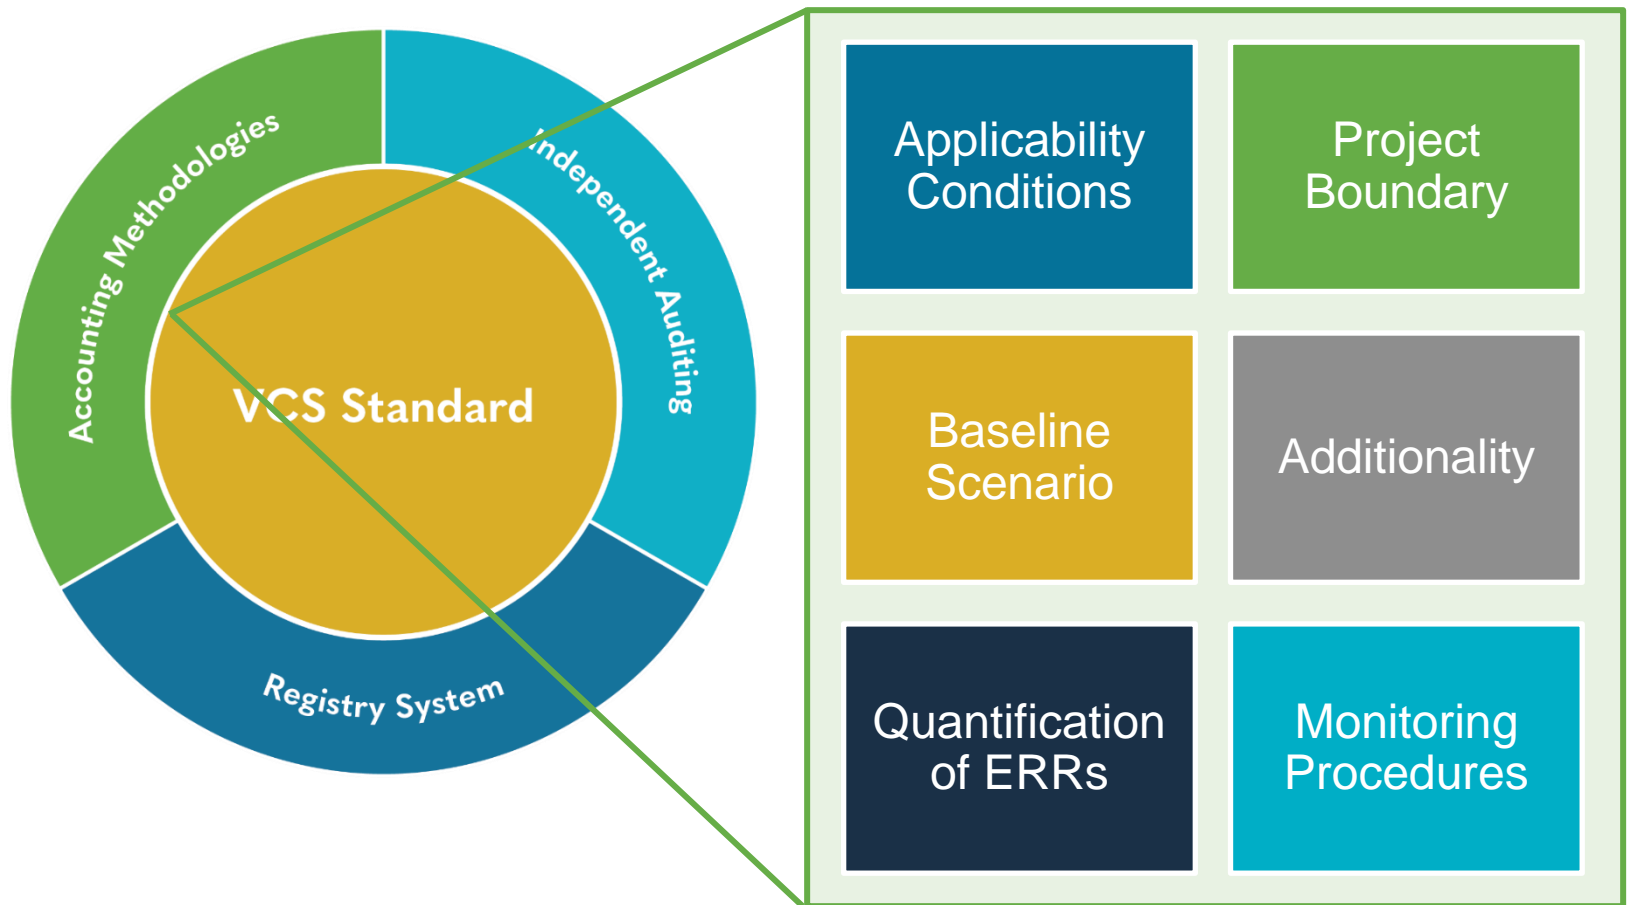 Accounting Methodologies
Independent Auditing
VCS Standard
Registry System
Applicability
Conditions
Project
Boundary
Baseline
Scenario
Additionality
Quantification
of ERRs
Monitoring
Procedures